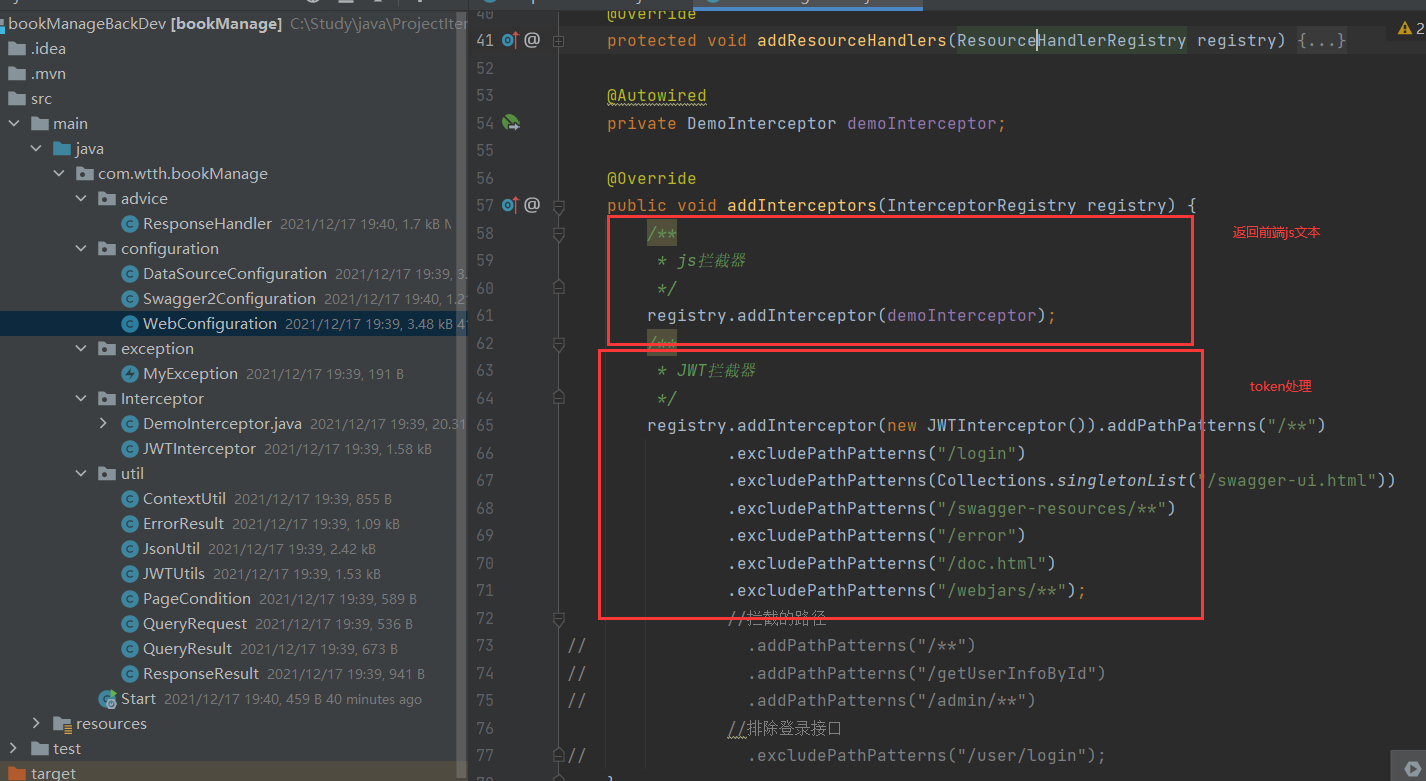 bookManageBackDev [bookManage] C:\Study\java\ProjectIter
.idea
.mvn
src
main
java
com.wtth.bookManage
advice
ResponseHandler 2021/12/17 19:40, 1.7 kB
configuration
DataSourceConfiguration 2021/12/17 19:39, 3.
Swagger2Configuration 2021/12/17 19:40, 1.2
WebConfiguration 2021/12/17 19:39, 3.48 kB
exception
MyException 2021/12/17 19:39, 191 B
Interceptor
DemoInterceptor.java 2021/12/17 19:39, 20.31
JWTInterceptor 2021/12/17 19:39, 1.58 kB
util
ContextUtil 2021/12/17 19:39, 855 B
ErrorResult 2021/12/17 19:39, 1.09 kB
JsonUtil 2021/12/17 19:39, 2.42 kB
JWTUtils 2021/12/17 19:39, 1.53 kB
PageCondition 2021/12/17 19:39, 589 B
QueryRequest 2021/12/17 19:39, 536 B
QueryResult 2021/12/17 19:39, 673 B
ResponseResult 2021/12/17 19:39, 941 B
Start 2021/12/17 19:40, 459 B 40 minutes ago
resources
test
target
40 @Override
41 @ protected void addResourceHandlers(ResourceHandlerRegistry registry) {...}
2
52
53 @Autowired
54 private DemoInterceptor demoInterceptor;
55
56 @Override
57 @ public void addInterceptors(InterceptorRegistry registry) {
58 /**
返回前端js文本
59 * js拦截器
60 */
61 registry.addInterceptor(demoInterceptor);
62 /**
63 * JWT拦截器
token处理
64 */
65 registry.addInterceptor(new JWTInterceptor()).addPathPatterns("/**")
66 .excludePathPatterns("/login")
67 .excludePathPatterns(Collections.singletonList("/swagger-ui.html"))
68 .excludePathPatterns("/swagger-resources/**")
69 .excludePathPatterns("/error")
70 .excludePathPatterns("/doc.html")
71 .excludePathPatterns("/webjars/**");
72 //拦截的路径
73 // .addPathPatterns("/**")
74 // .addPathPatterns("/getUserInfoById")
75 // .addPathPatterns("/admin/**")
76 //排除登录接口
77 // .excludePathPatterns("/user/login");